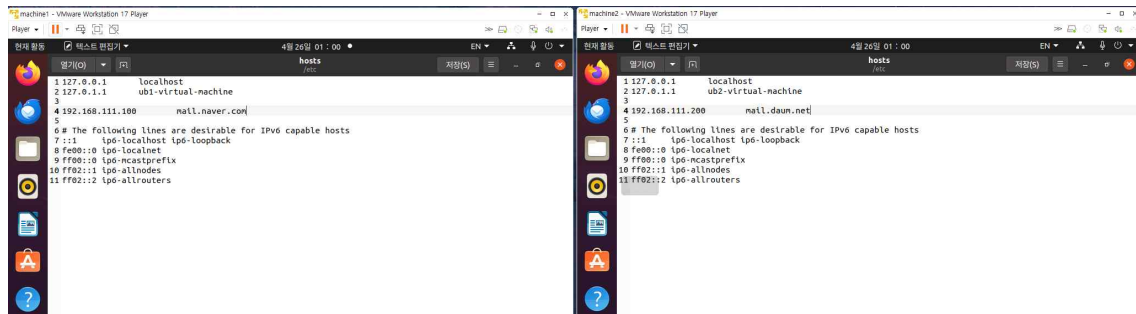 machine1 - VMware Workstation 17 Player
Player
현재 활동 텍스트 편집기 4월 26일 01 : 00 EN
열기(O) hosts 저장(S)
/etc
1 127.0.0.1 localhost
2 127.0.1.1 ub1-virtual-machine
3
4 192.168.111.100 mail.naver.com
5
6 # The following lines are desirable for IPv6 capable hosts
7 ::1 ip6-localhost ip6-loopback
8 fe00::0 ip6-localnet
9 ff00::0 ip6-mcastprefix
10 ff02::1 ip6-allnodes
11 ff02::2 ip6-allrouters
machine2 - VMware Workstation 17 Player
Player
현재 활동 텍스트 편집기 4월 26일 01 : 00 EN
열기(O) hosts 저장(S)
/etc
1 127.0.0.1 localhost
2 127.0.1.1 ub2-virtual-machine
3
4 192.168.111.200 mail.daum.net
5
6 # The following lines are desirable for IPv6 capable hosts
7 ::1 ip6-localhost ip6-loopback
8 fe00::0 ip6-localnet
9 ff00::0 ip6-mcastprefix
10 ff02::1 ip6-allnodes
11 ff02::2 ip6-allrouters